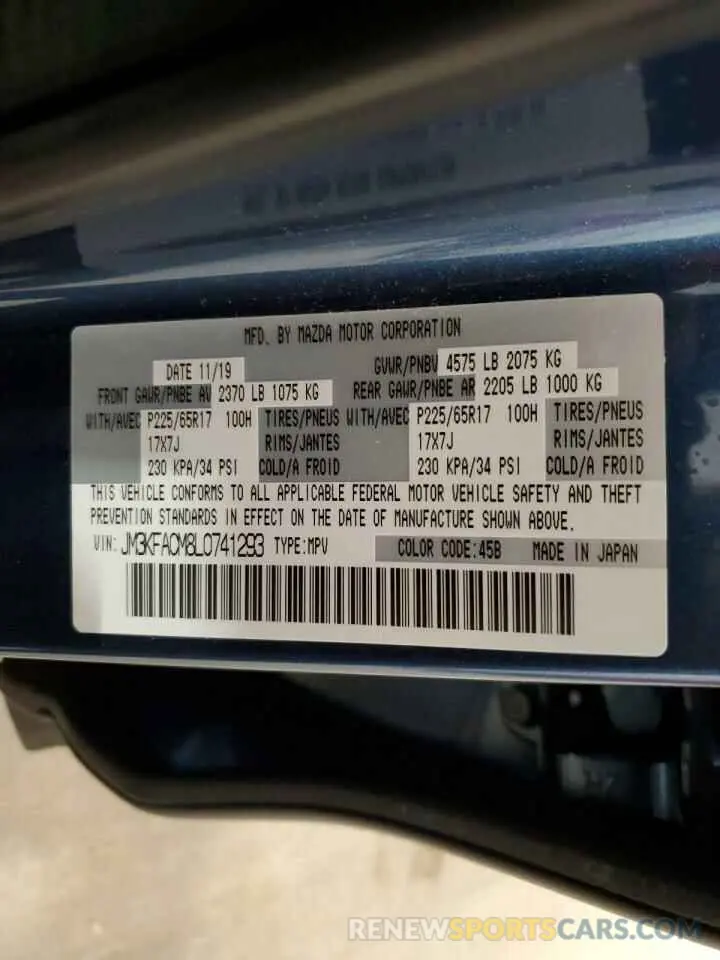 MFD. BY MAZDA MOTOR CORPORATION
DATE 11/19 GVWR/PNBV 4575 LB 2075 KG
FRONT GAWR/PNBE AV 2370 LB 1075 KG REAR GAWR/PNBE AR 2205 LB 1000 KG
WITH/AVEC P225/65R17 100H TIRES/PNEUS WITH/AVEC P225/65R17 100H TIRES/PNEUS
17X7J RIMS/JANTES 17X7J RIMS/JANTES
230 KPA/34 PSI COLD/A FROID 230 KPA/34 PSI COLD/A FROID
THIS VEHICLE CONFORMS TO ALL APPLICABLE FEDERAL MOTOR VEHICLE SAFETY AND THEFT
PREVENTION STANDARDS IN EFFECT ON THE DATE OF MANUFACTURE SHOWN ABOVE.
VIN: JM3KFACM8L0741293 TYPE:MPV COLOR CODE:45B MADE IN JAPAN
RENEWSPORTSCARS.COM